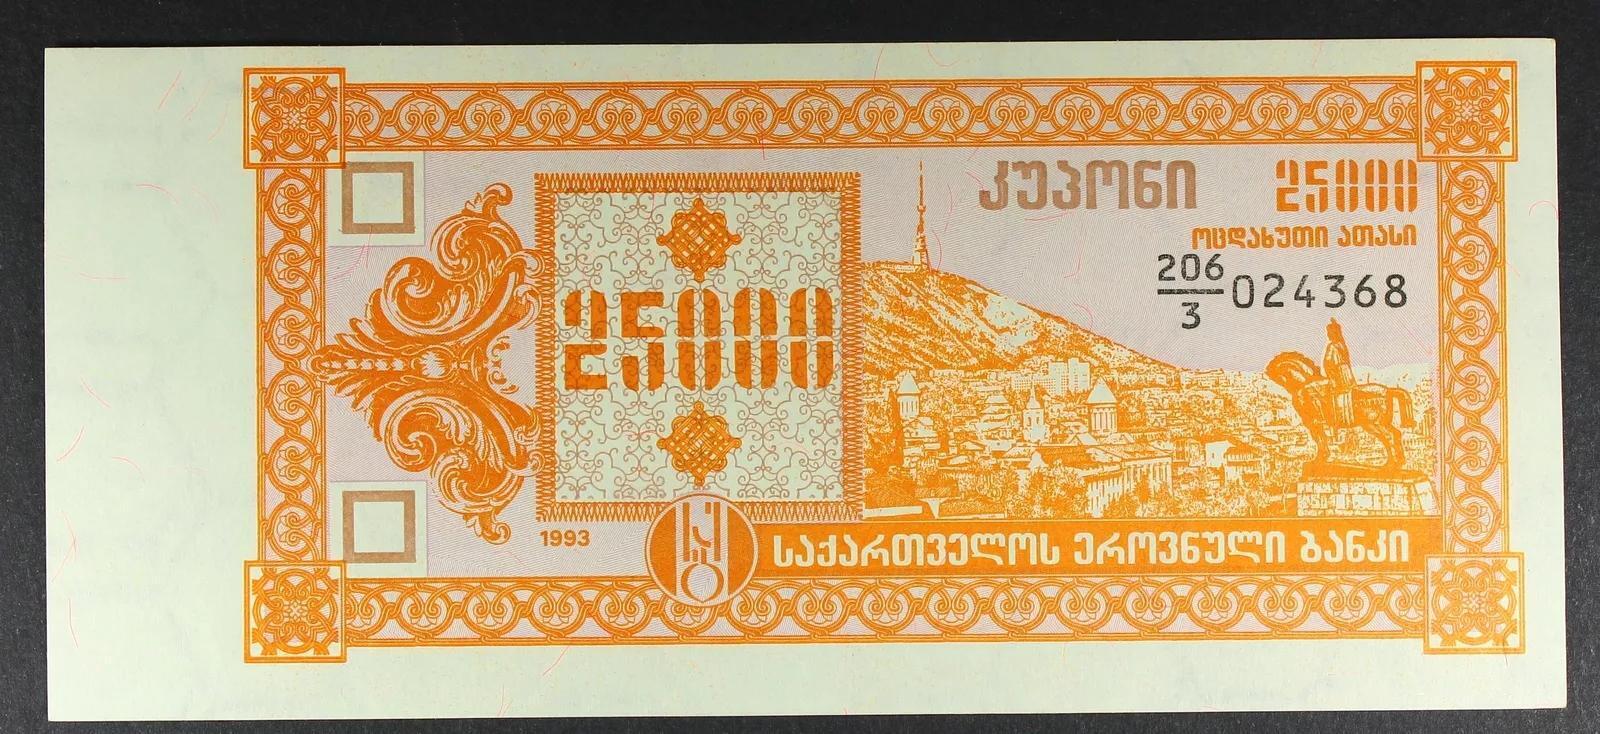 კუპონი 25000
ოცდახუთი ათასი
206/3 024368
25000
1993
საქართველოს ეროვნული ბანკი